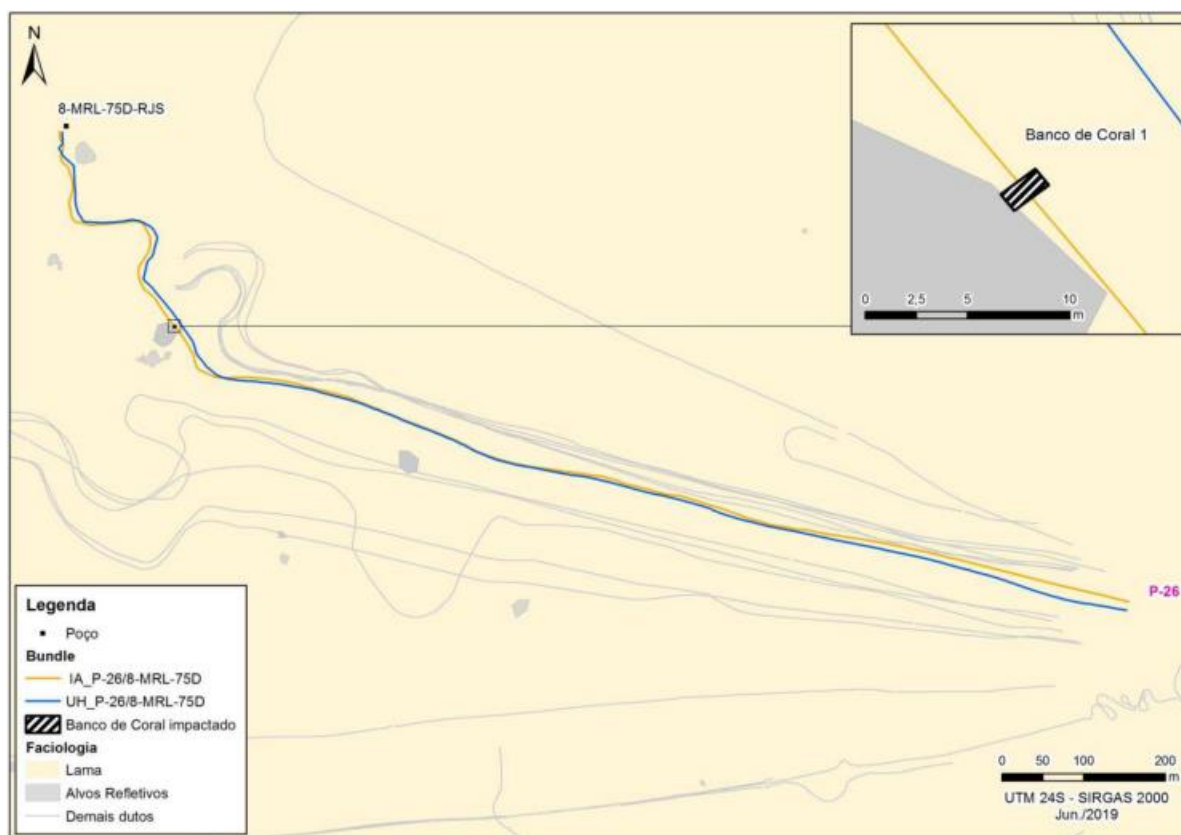 N
8-MRL-75D-RJS
Banco de Coral 1
0 2,5 5 10
m
P-26
Legenda
Poço
Bundle
IA_P-26/8-MRL-75D
UH_P-26/8-MRL-75D
Banco de Coral impactado
Faciologia
Lama
Alvos Refletivos
Demais dutos
0 50 100 200
m
UTM 24S - SIRGAS 2000
Jun./2019